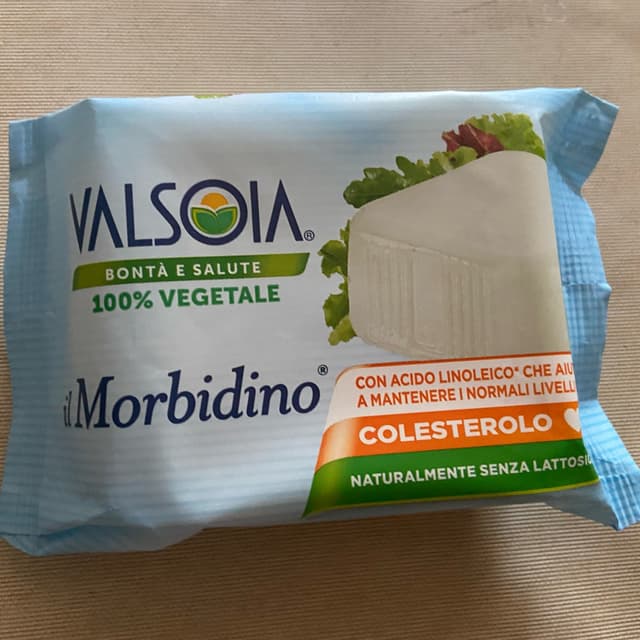 VALSOIA®
BONTÀ E SALUTE
100% VEGETALE
il Morbidino®
CON ACIDO LINOLEICO* CHE
A MANTENERE I NORMALI
COLESTEROLO
NATURALMENTE SENZA